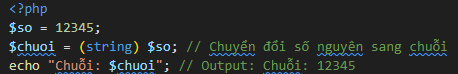 <?php
$so = 12345;
$chuoi = (string) $so; // Chuyển đổi số nguyên sang chuỗi
echo "Chuỗi: $chuoi"; // Output: Chuỗi: 12345